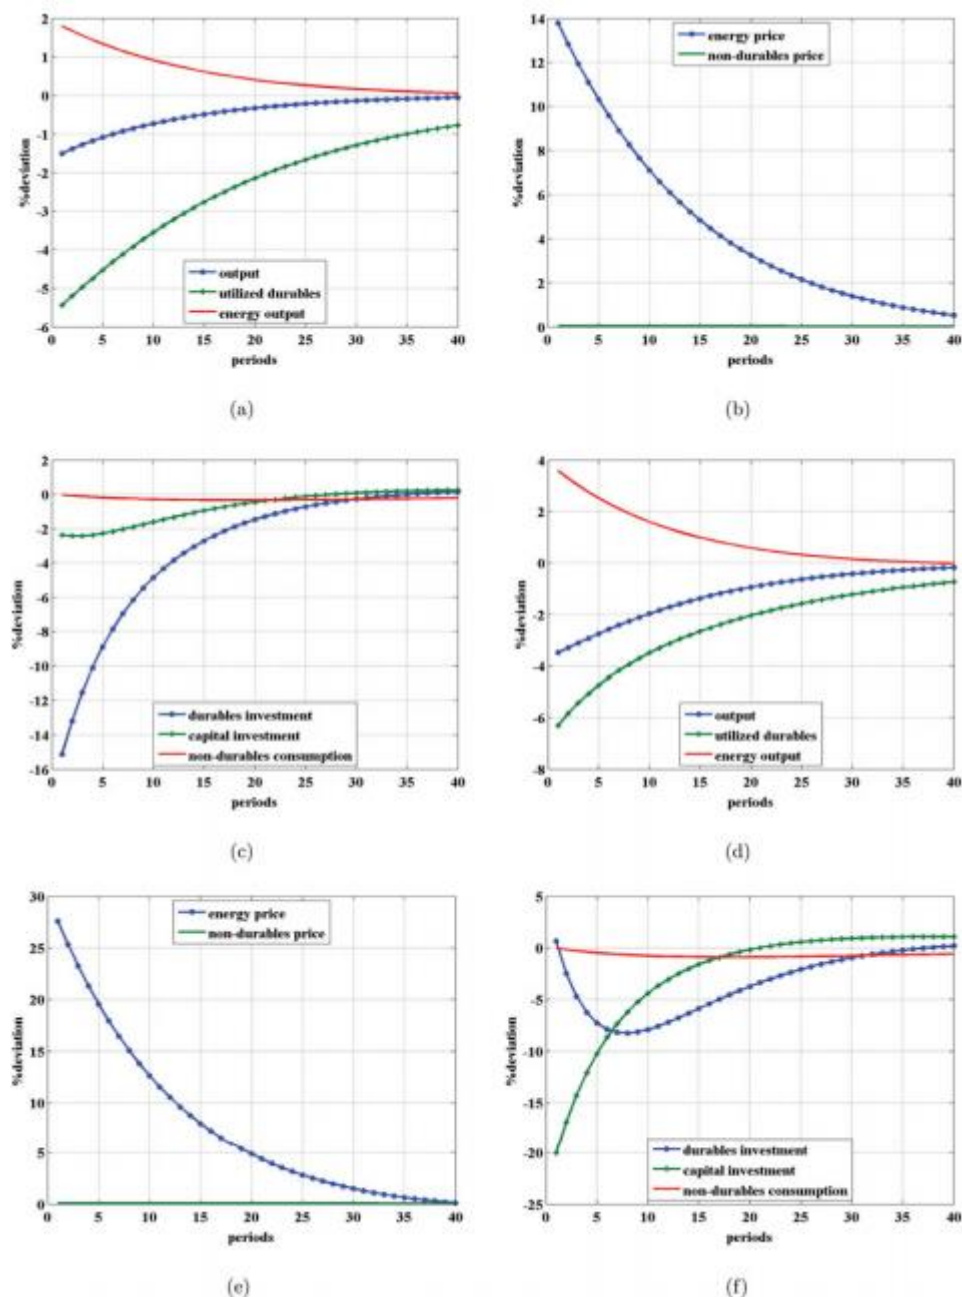 2
1
0
-1
-2
-3
-4
-5
-6
%deviation
output
utilized durables
energy output
0 5 10 15 20 25 30 35 40
periods
(a)
14
12
10
8
6
4
2
0
%deviation
energy price
non-durables price
0 5 10 15 20 25 30 35 40
periods
(b)
2
0
-2
-4
-6
-8
-10
-12
-14
-16
%deviation
durables investment
capital investment
non-durables consumption
0 5 10 15 20 25 30 35 40
periods
(c)
4
2
0
-2
-4
-6
-8
%deviation
output
utilized durables
energy output
0 5 10 15 20 25 30 35 40
periods
(d)
30
25
20
15
10
5
0
%deviation
energy price
non-durables price
0 5 10 15 20 25 30 35 40
periods
(e)
5
0
-5
-10
-15
-20
-25
%deviation
durables investment
capital investment
non-durables consumption
0 5 10 15 20 25 30 35 40
periods
(f)